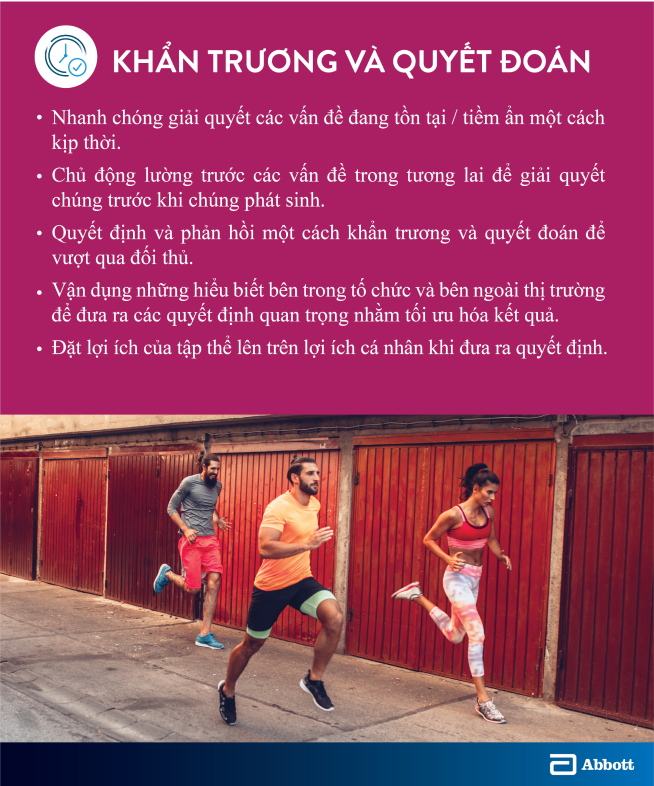 KHẨN TRƯƠNG VÀ QUYẾT ĐOÁN
• Nhanh chóng giải quyết các vấn đề đang tồn tại / tiềm ẩn một cách
kịp thời.
• Chủ động lường trước các vấn đề trong tương lai để giải quyết
chúng trước khi chúng phát sinh.
• Quyết định và phản hồi một cách khẩn trương và quyết đoán để
vượt qua đối thủ.
• Vận dụng những hiểu biết bên trong tổ chức và bên ngoài thị trường
để đưa ra các quyết định quan trọng nhằm tối ưu hóa kết quả.
• Đặt lợi ích của tập thể lên trên lợi ích cá nhân khi đưa ra quyết định.
Abbott